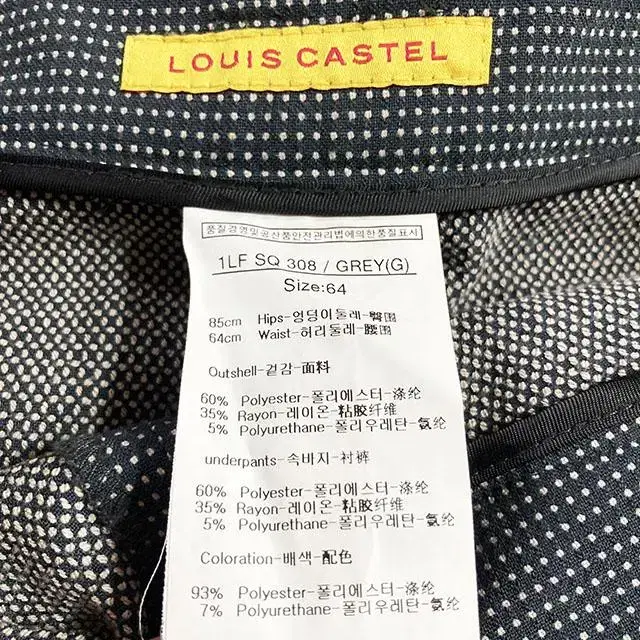 LOUIS CASTEL
품질경영및공산품안전관리법에의한품질표시
1LF SQ 308 / GREY(G)
Size:64
85cm Hips-엉덩이둘레-臀围
64cm Waist-허리둘레-腰围
Outshell-겉감-面料
60% Polyester-폴리에스터-涤纶
35% Rayon-레이온-粘胶纤维
5% Polyurethane-폴리우레탄-氨纶
underpants-속바지-衬裤
60% Polyester-폴리에스터-涤纶
35% Rayon-레이온-粘胶纤维
5% Polyurethane-폴리우레탄-氨纶
Coloration-배색-配色
93% Polyester-폴리에스터-涤纶
7% Polyurethane-폴리우레탄-氨纶